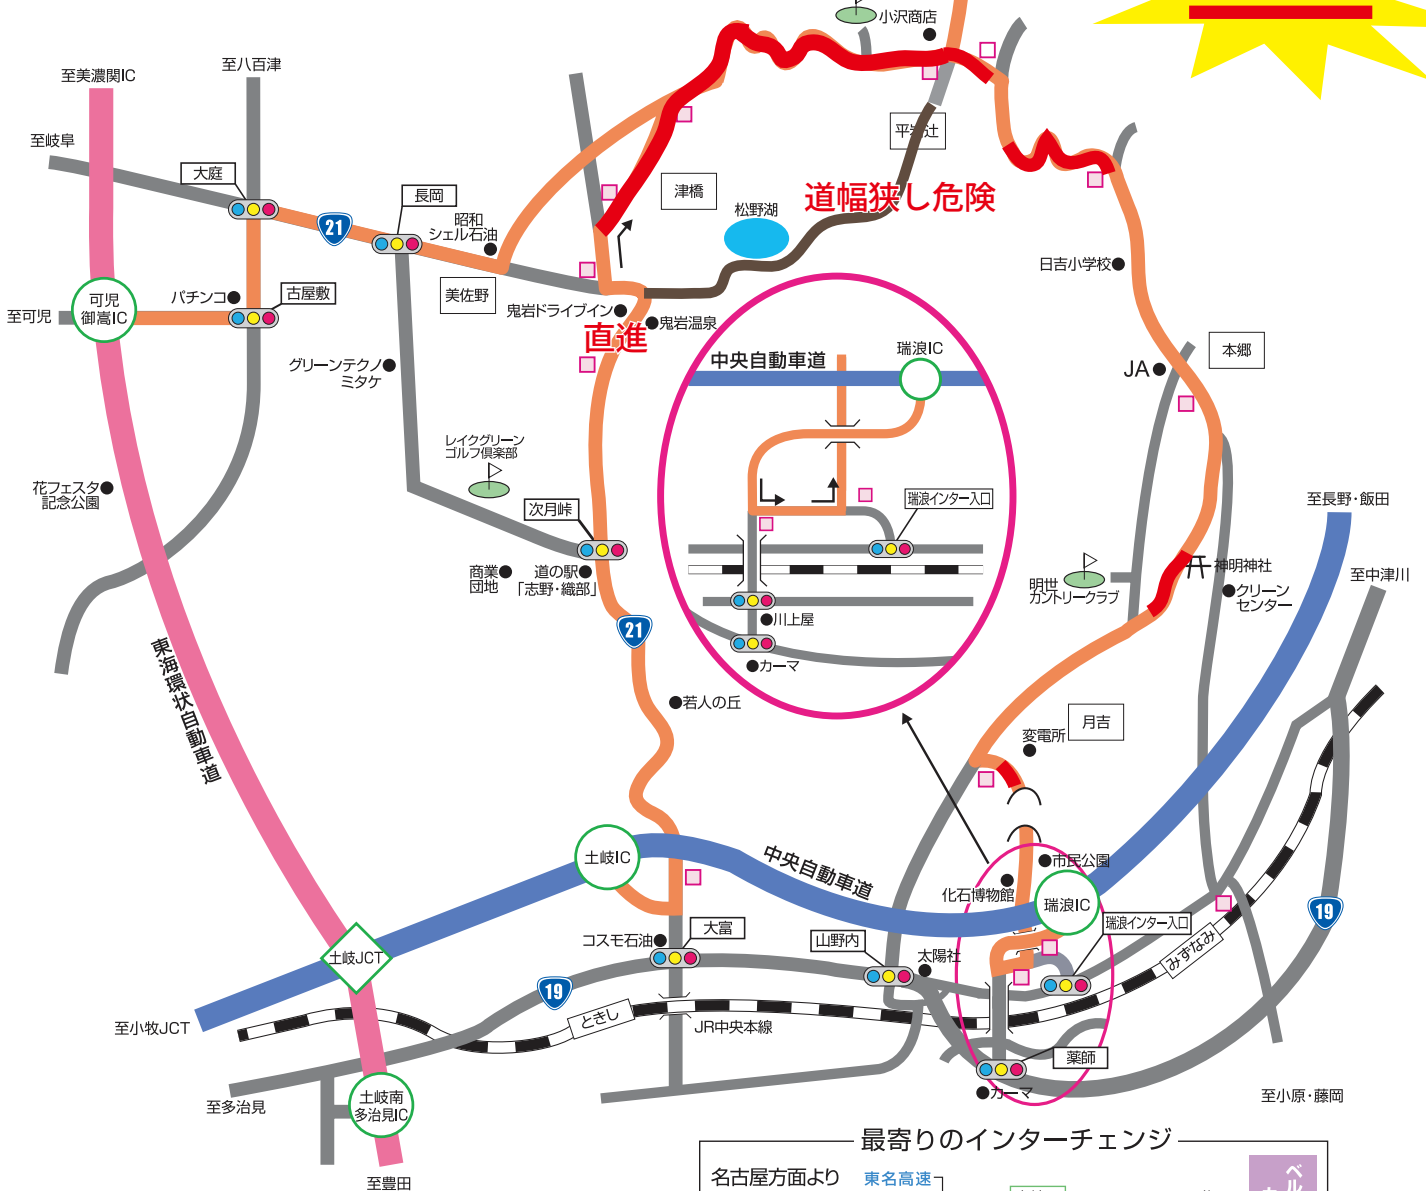 小沢商店
至美濃関IC
至八百津
至岐阜
大庭
長岡
21
昭和
シェル石油
津橋
平岩辻
松野湖
道幅狭し危険
日吉小学校
可児
御嵩IC
至可児
パチンコ
古屋敷
美佐野
鬼岩ドライブイン
鬼岩温泉
直進
グリーンテクノ
ミタケ
中央自動車道
瑞浪IC
本郷
JA
レイクグリーン
ゴルフ倶楽部
花フェスタ
記念公園
次月峠
瑞浪インター入口
至長野・飯田
商業
団地
道の駅
「志野・織部」
明世
カントリークラブ
神明神社
クリーン
センター
至中津川
川上屋
カーマ
21
東海環状自動車道
若人の丘
月吉
変電所
土岐IC
中央自動車道
市民公園
化石博物館
瑞浪IC
瑞浪インター入口
19
コスモ石油
大富
山野内
太陽社
みずなみ
土岐JCT
19
ときし
JR中央本線
至小牧JCT
薬師
カーマ
至多治見
土岐南
多治見IC
至小原・藤岡
至豊田
最寄りのインターチェンジ
名古屋方面より
東名高速
ベル